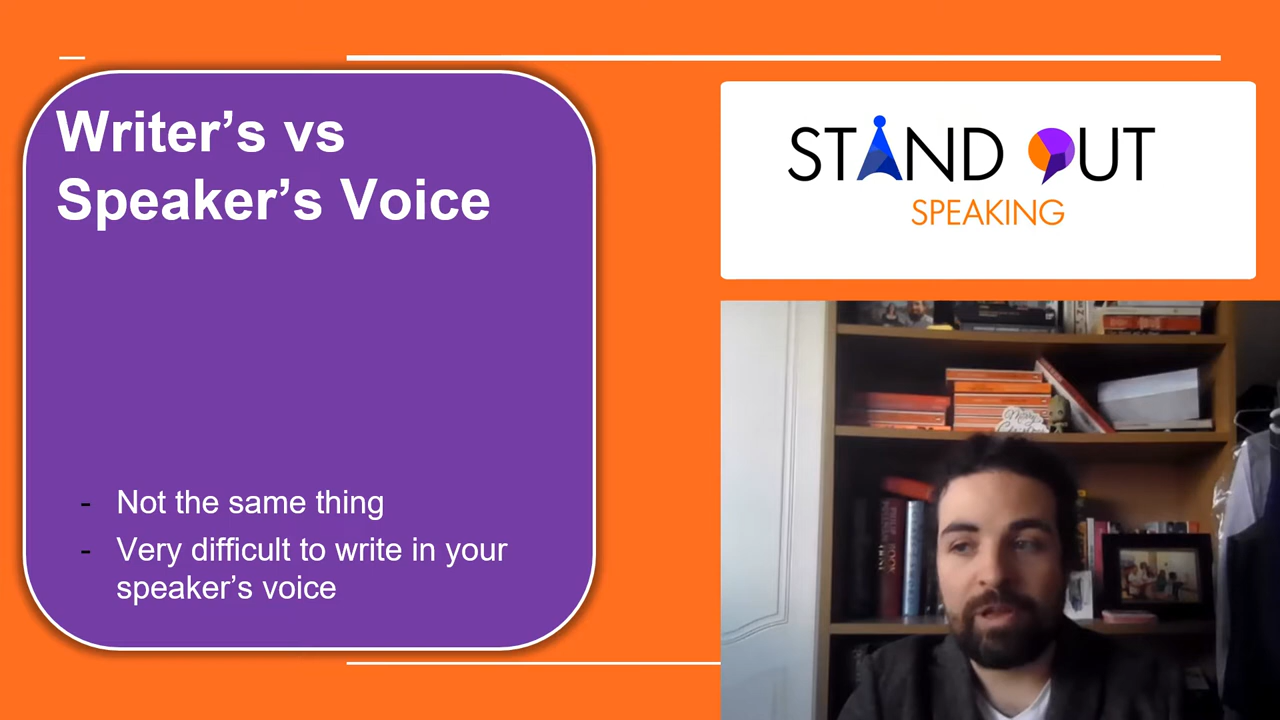 Writer's vs
Speaker's Voice
- Not the same thing
- Very difficult to write in your
speaker's voice
STAND OUT
SPEAKING